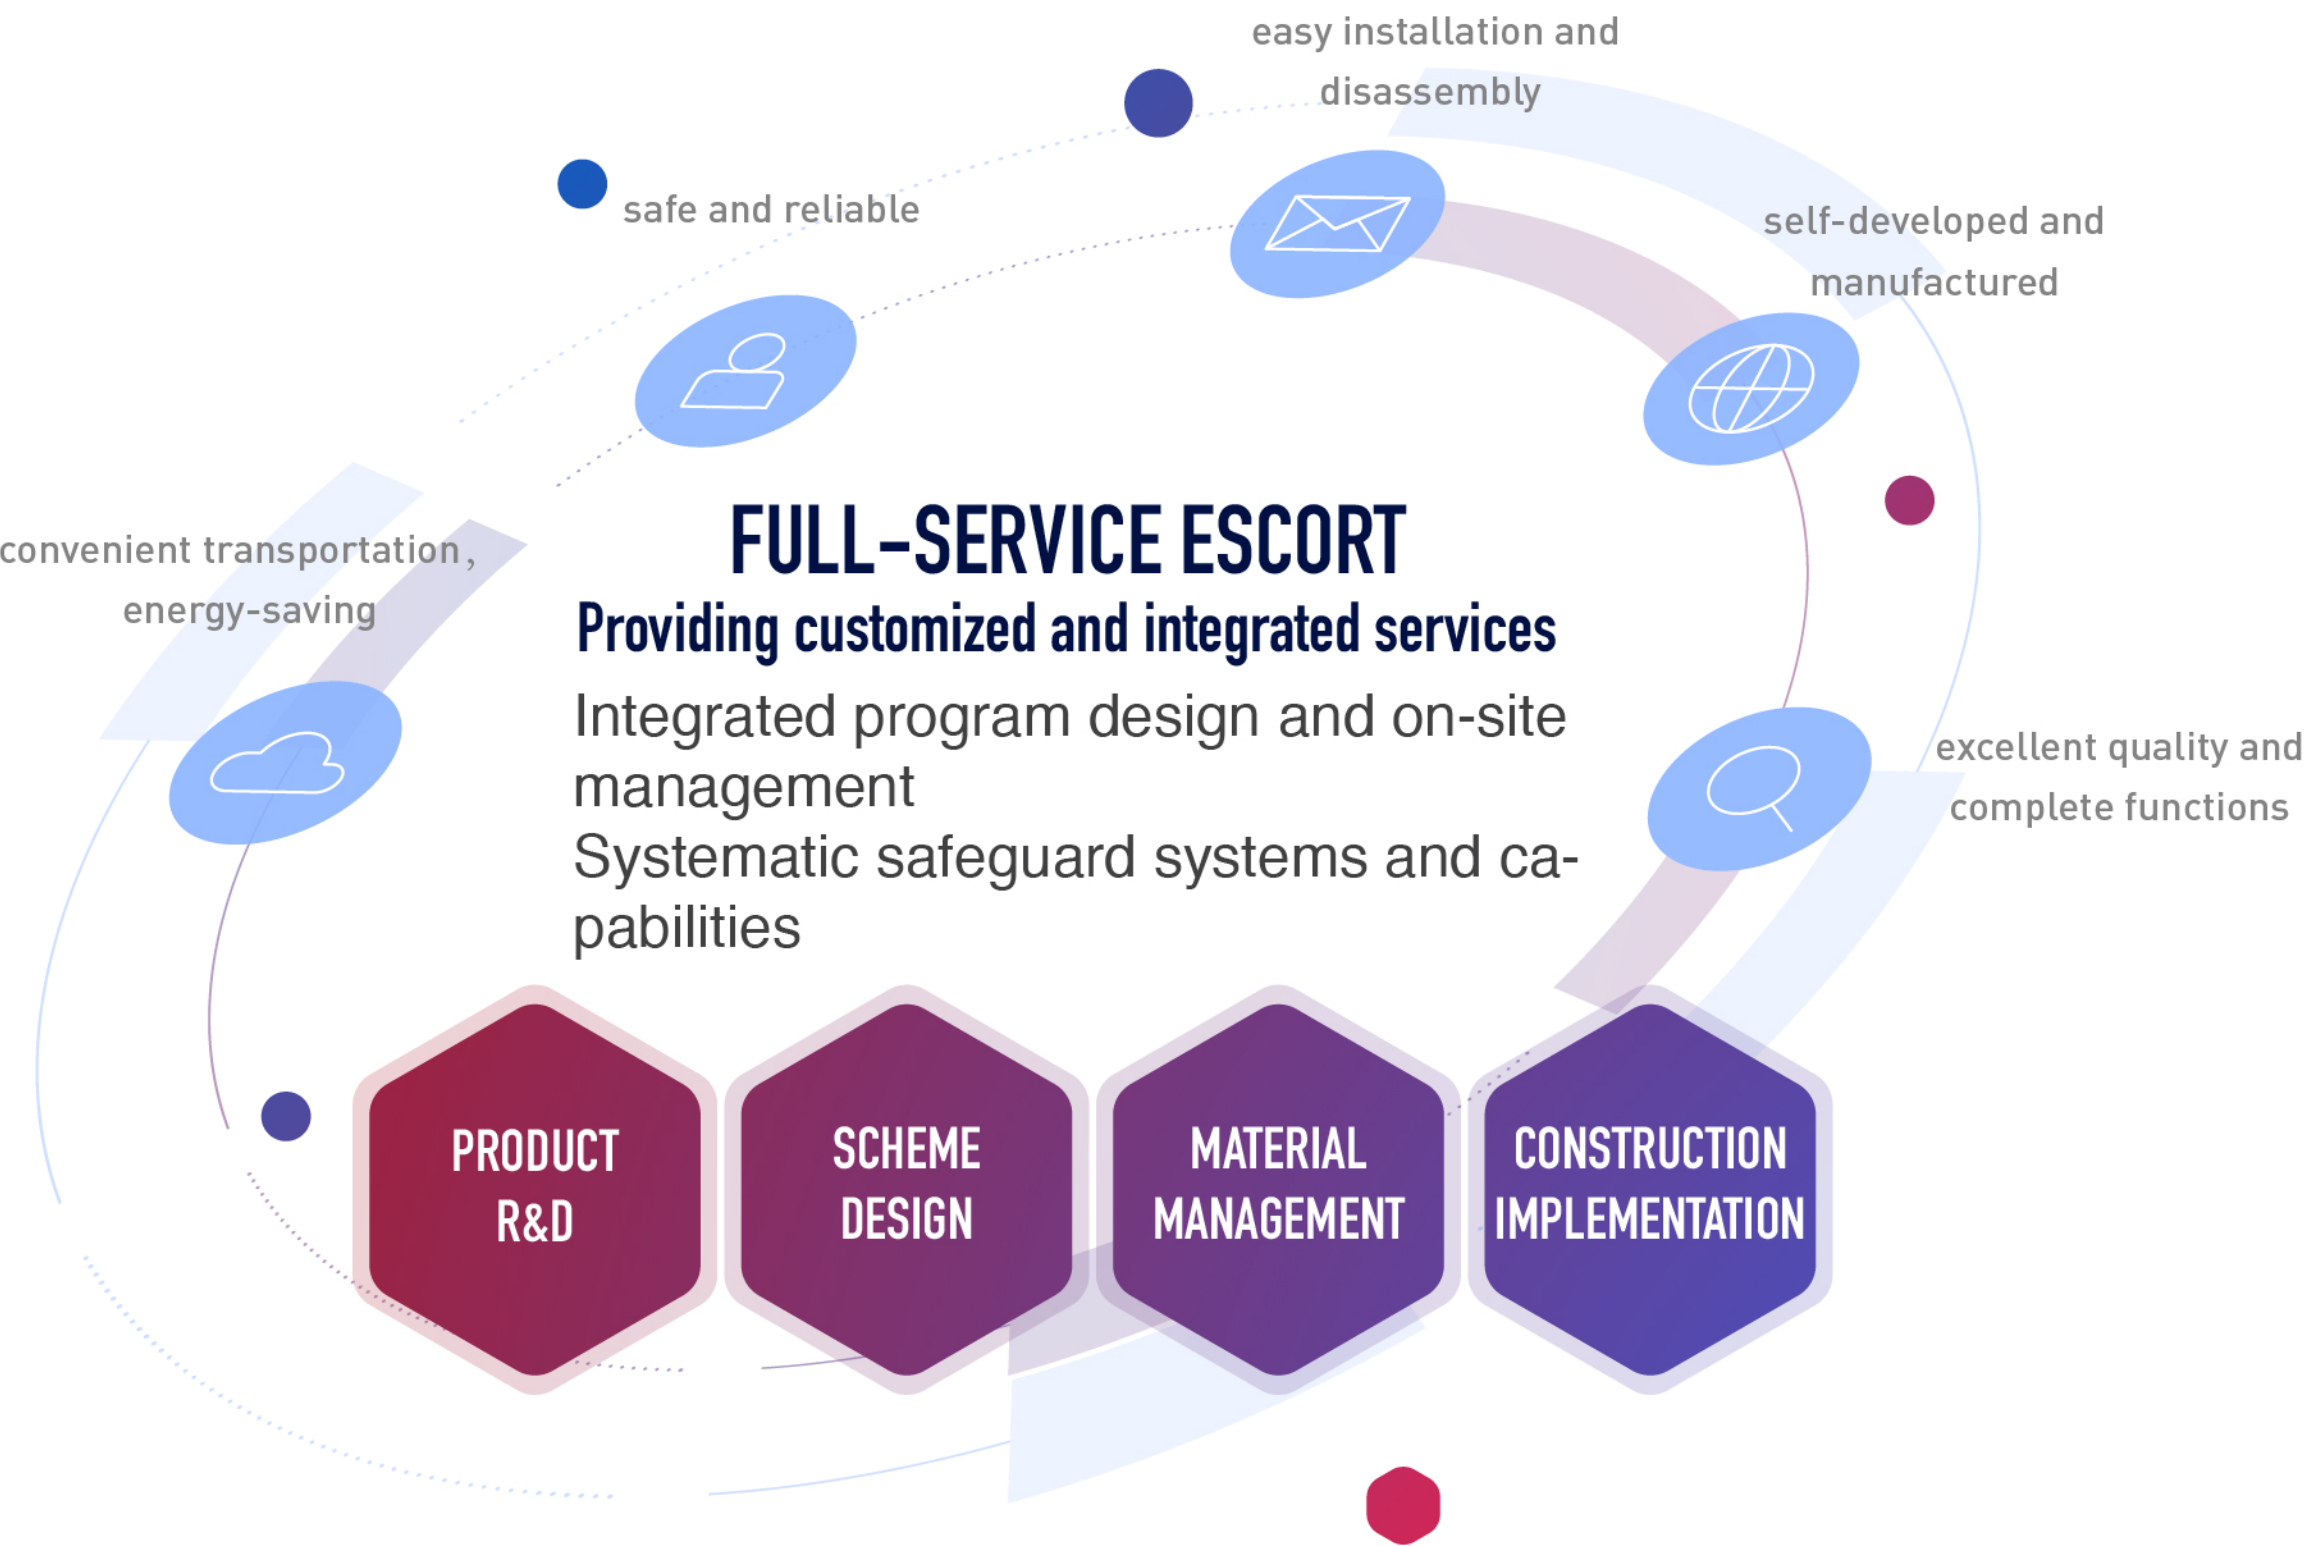 easy installation and
disassembly
safe and reliable
self-developed and
manufactured
convenient transportation,
energy-saving
FULL-SERVICE ESCORT
Providing customized and integrated services
Integrated program design and on-site
management
Systematic safeguard systems and ca-
pabilities
excellent quality and
complete functions
PRODUCT
R&D
SCHEME
DESIGN
MATERIAL
MANAGEMENT
CONSTRUCTION
IMPLEMENTATION